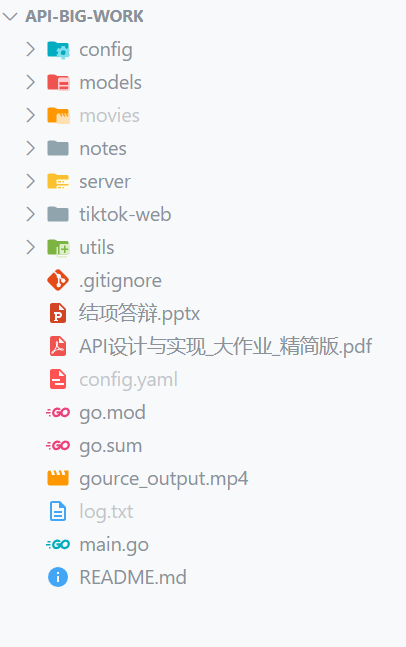 API-BIG-WORK
config
models
movies
notes
server
tiktok-web
utils
.gitignore
结项答辩.pptx
API设计与实现_大作业_精简版.pdf
config.yaml
go.mod
go.sum
gource_output.mp4
log.txt
main.go
README.md